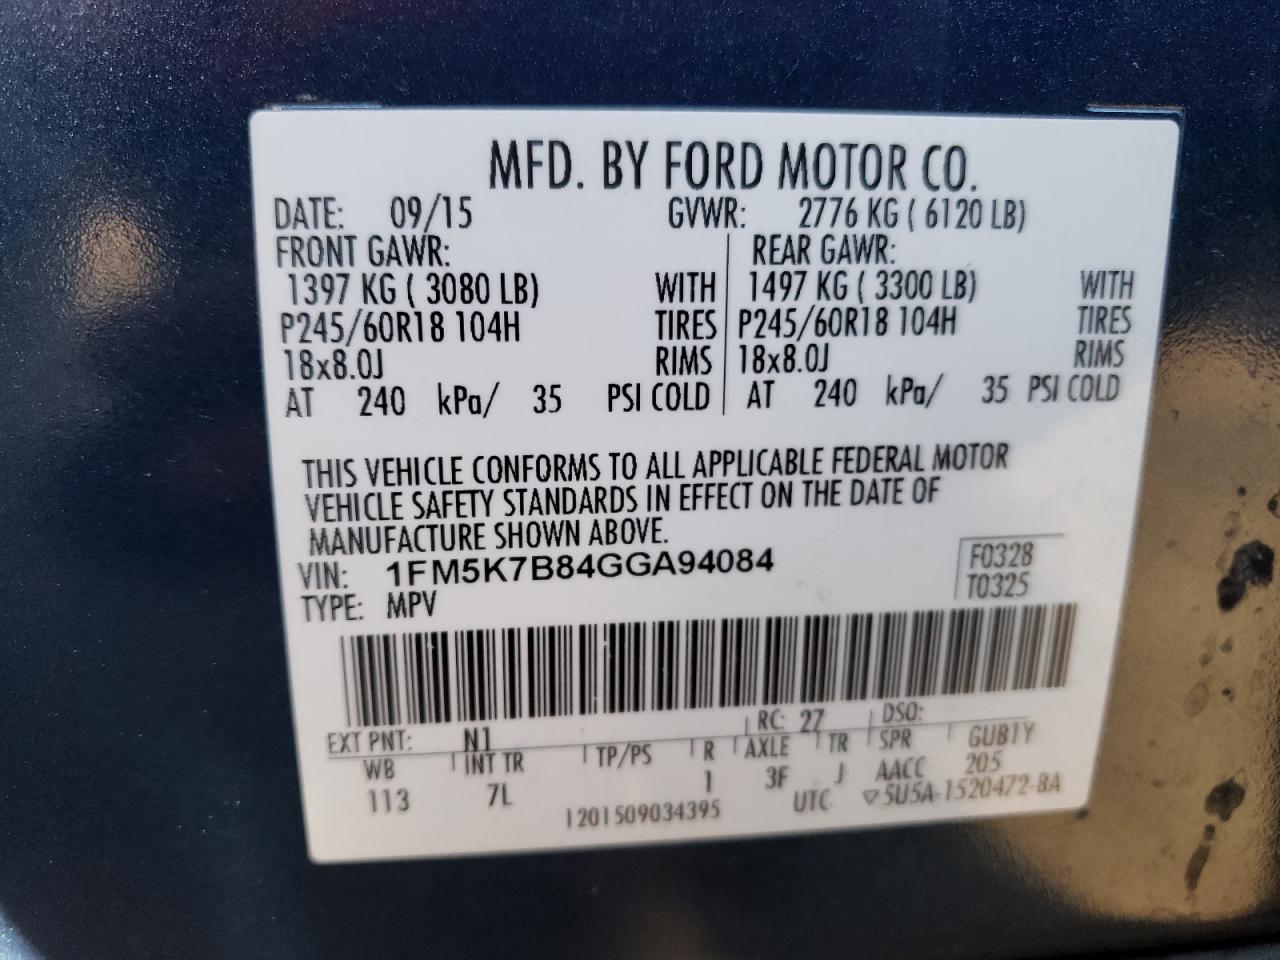 MFD. BY FORD MOTOR CO.
DATE: 09/15 GVWR: 2776 KG ( 6120 LB)
FRONT GAWR: REAR GAWR:
1397 KG ( 3080 LB) WITH 1497 KG ( 3300 LB) WITH
P245/60R18 104H TIRES P245/60R18 104H TIRES
18x8.0J RIMS 18x8.0J RIMS
AT 240 kPa/ 35 PSI COLD AT 240 kPa/ 35 PSI COLD
THIS VEHICLE CONFORMS TO ALL APPLICABLE FEDERAL MOTOR
VEHICLE SAFETY STANDARDS IN EFFECT ON THE DATE OF
MANUFACTURE SHOWN ABOVE.
VIN: 1FM5K7B84GGA94084 F0328
TYPE: MPV T0325
EXT PNT: N1 RC: 27 DSO:
WB INT TR TP/PS R AXLE TR SPR GUBTY
113 7L 1 3F J AACC 205
1201509034395 UTC ▽5U5A-1520472-BA